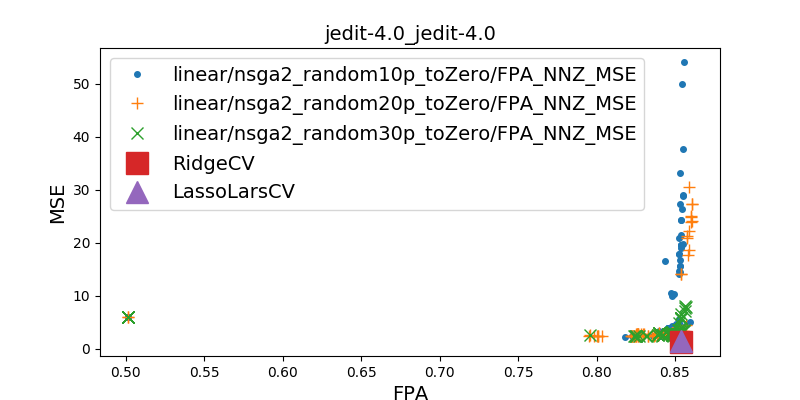 jedit-4.0_jedit-4.0
linear/nsga2_random10p_toZero/FPA_NNZ_MSE
linear/nsga2_random20p_toZero/FPA_NNZ_MSE
linear/nsga2_random30p_toZero/FPA_NNZ_MSE
RidgeCV
LassoLarsCV
MSE
50
40
30
20
10
0
0.50 0.55 0.60 0.65 0.70 0.75 0.80 0.85
FPA